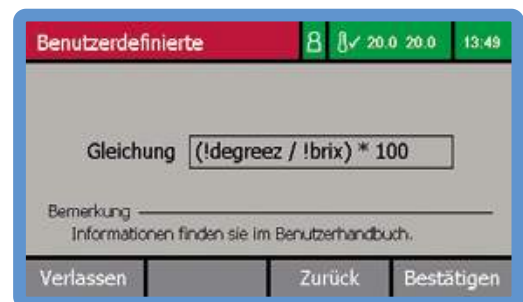 Benutzerdefinierte 8 20.0 20.0 13:49
Gleichung (!degreez / !brix) * 100
Bemerkung
Informationen finden sie im Benutzerhandbuch.
Verlassen Zurück Bestätigen